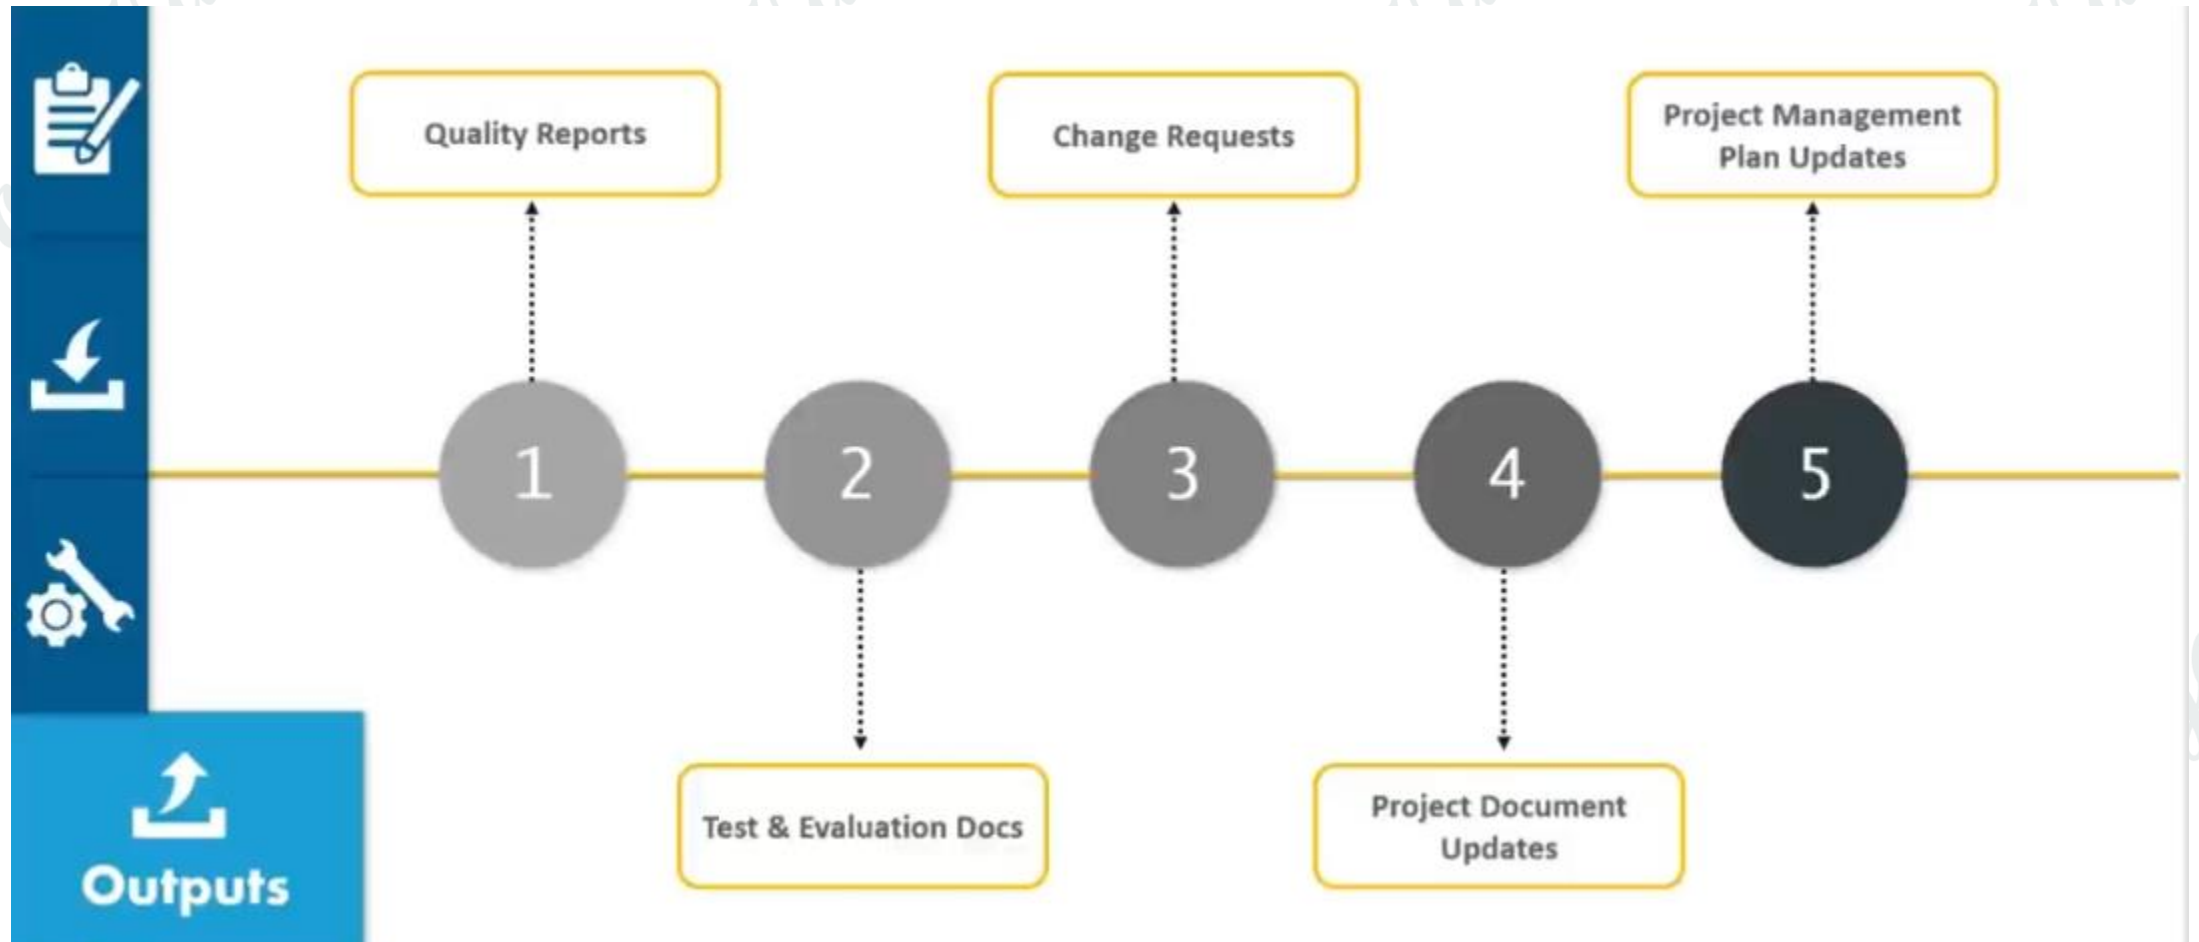 Quality Reports
Change Requests
Project Management
Plan Updates
1
2
3
4
5
Test & Evaluation Docs
Project Document
Updates
Outputs